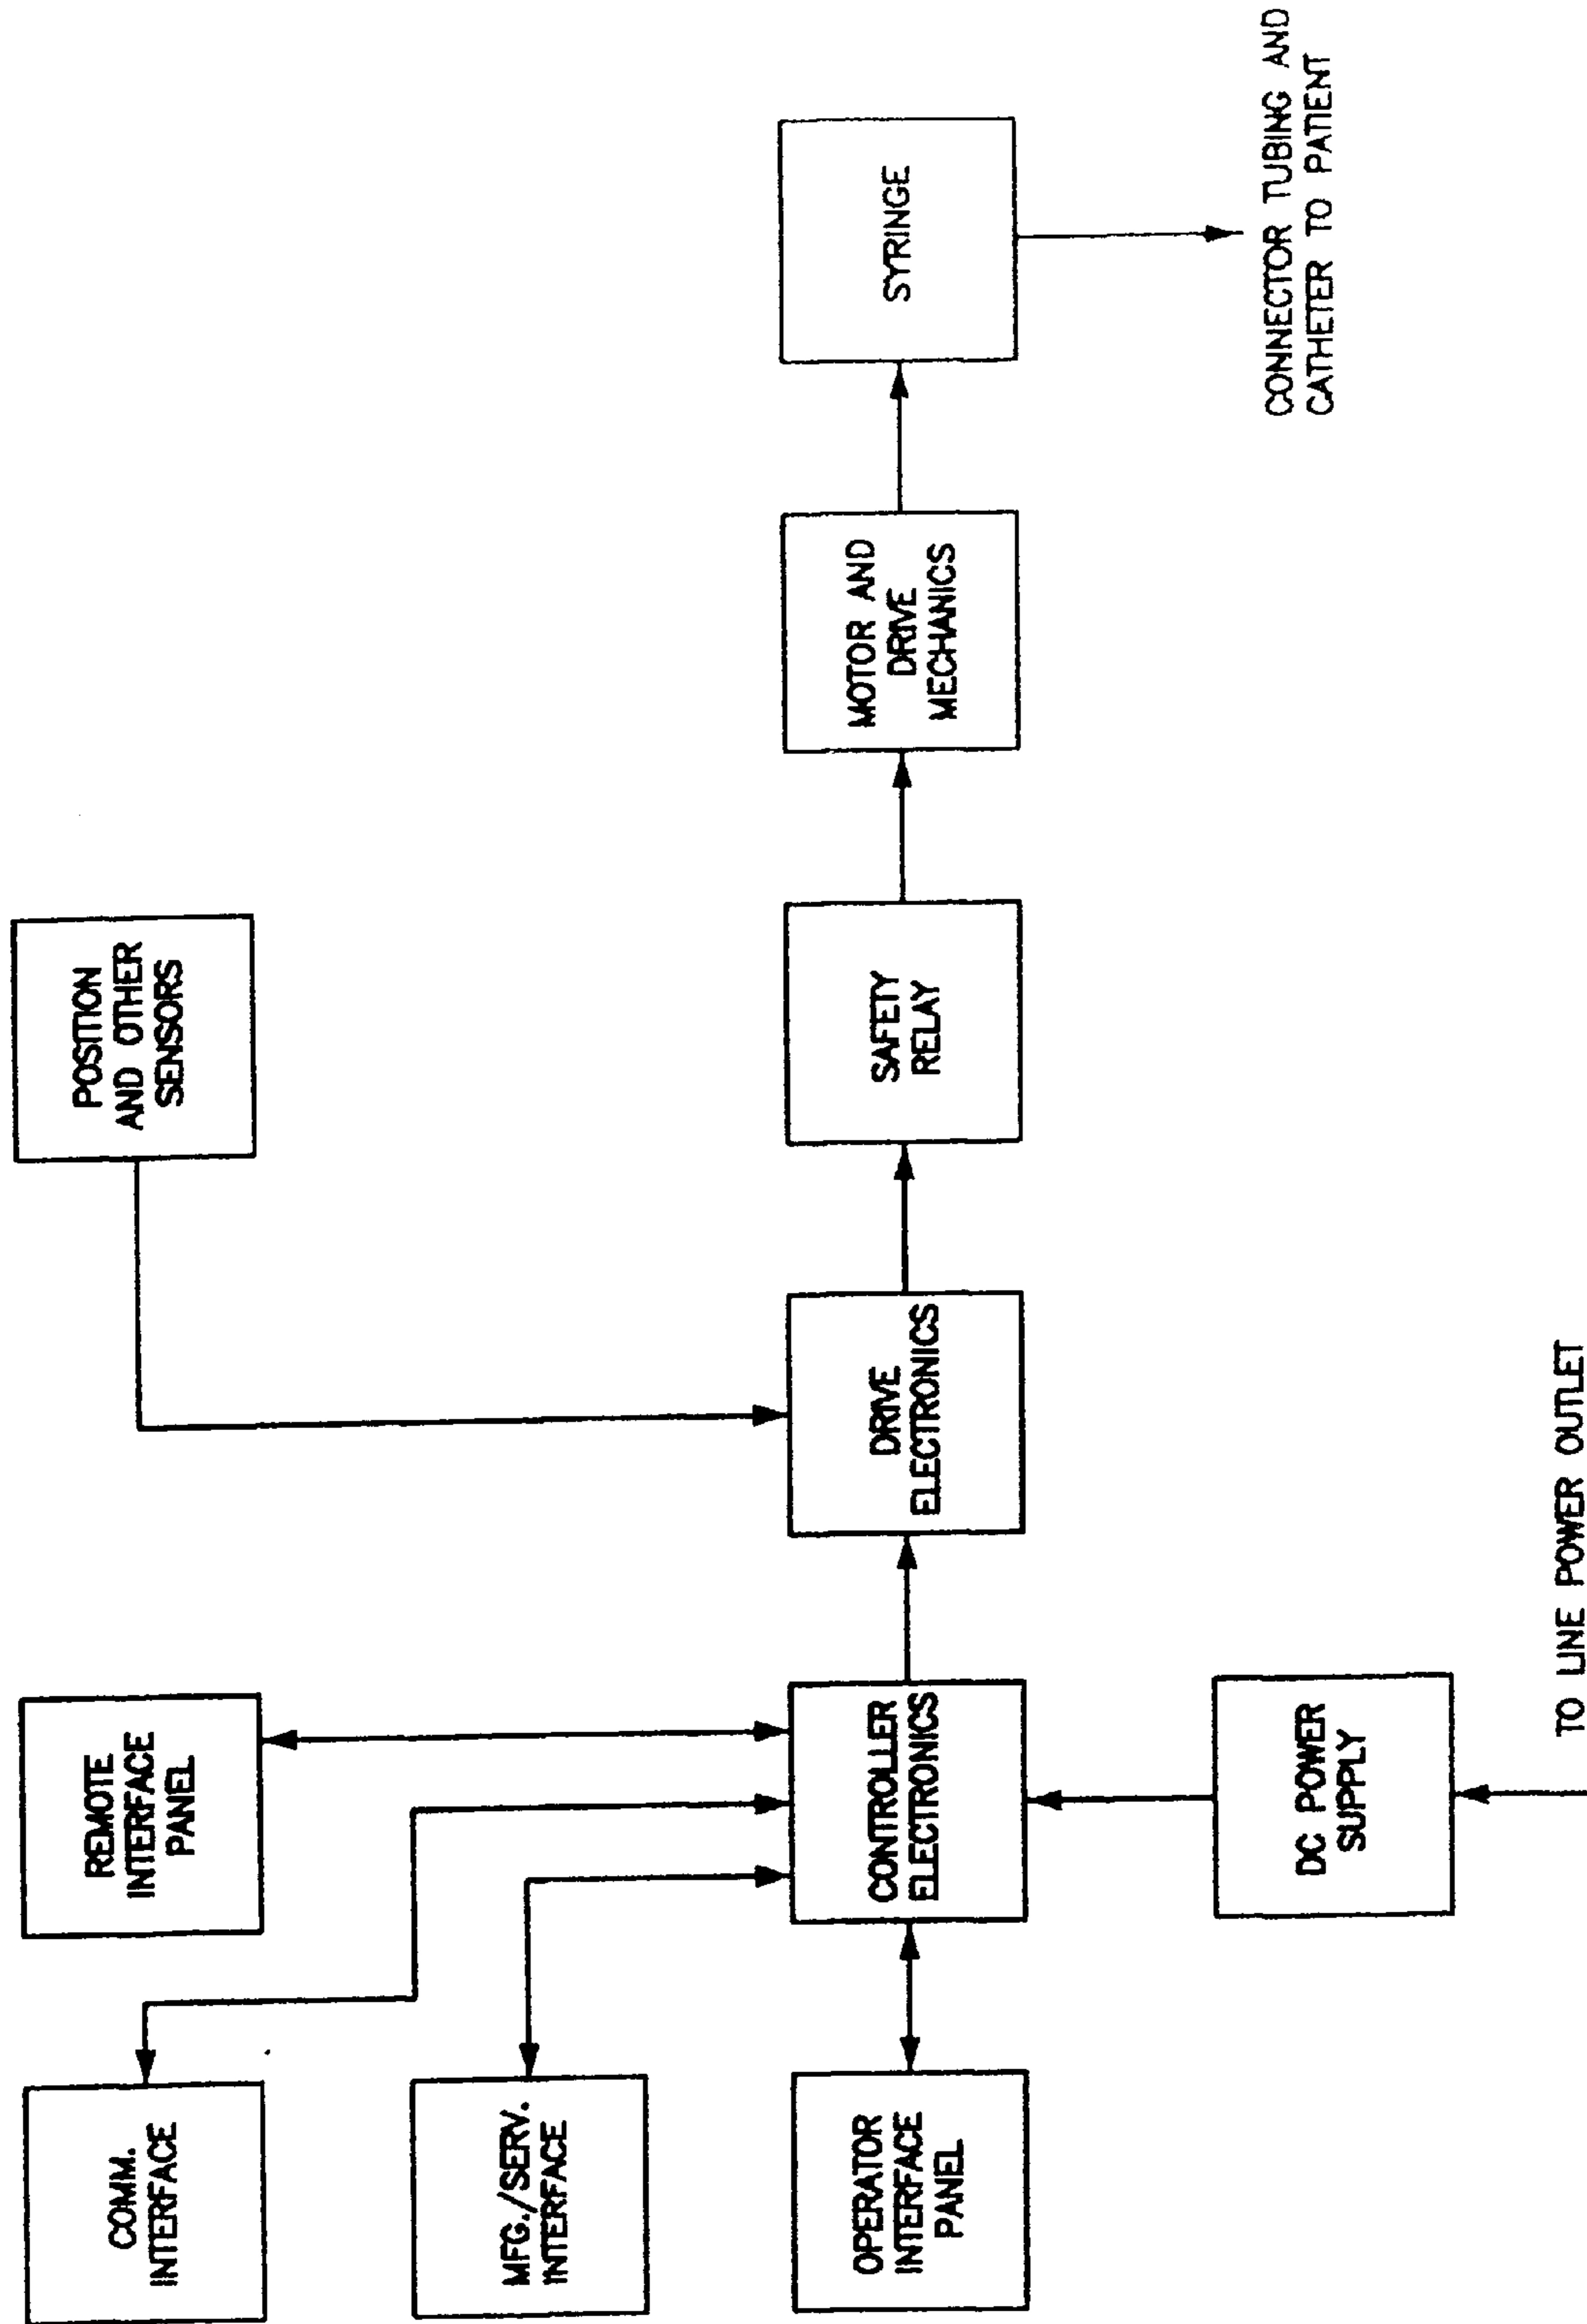 COMM.
INTERFACE
REMOTE
INTERFACE
PANEL
POSITION
AND OTHER
SENSORS
MFG./SERV.
INTERFACE
OPERATOR
INTERFACE
PANEL
CONTROLLER
ELECTRONICS
DRIVE
ELECTRONICS
SAFETY
RELAY
MOTOR AND
DRIVE
MECHANICS
SYRINGE
DC POWER
SUPPLY
CONNECTOR TUBING AND
CATHETER TO PATIENT
TO LINE POWER OUTLET